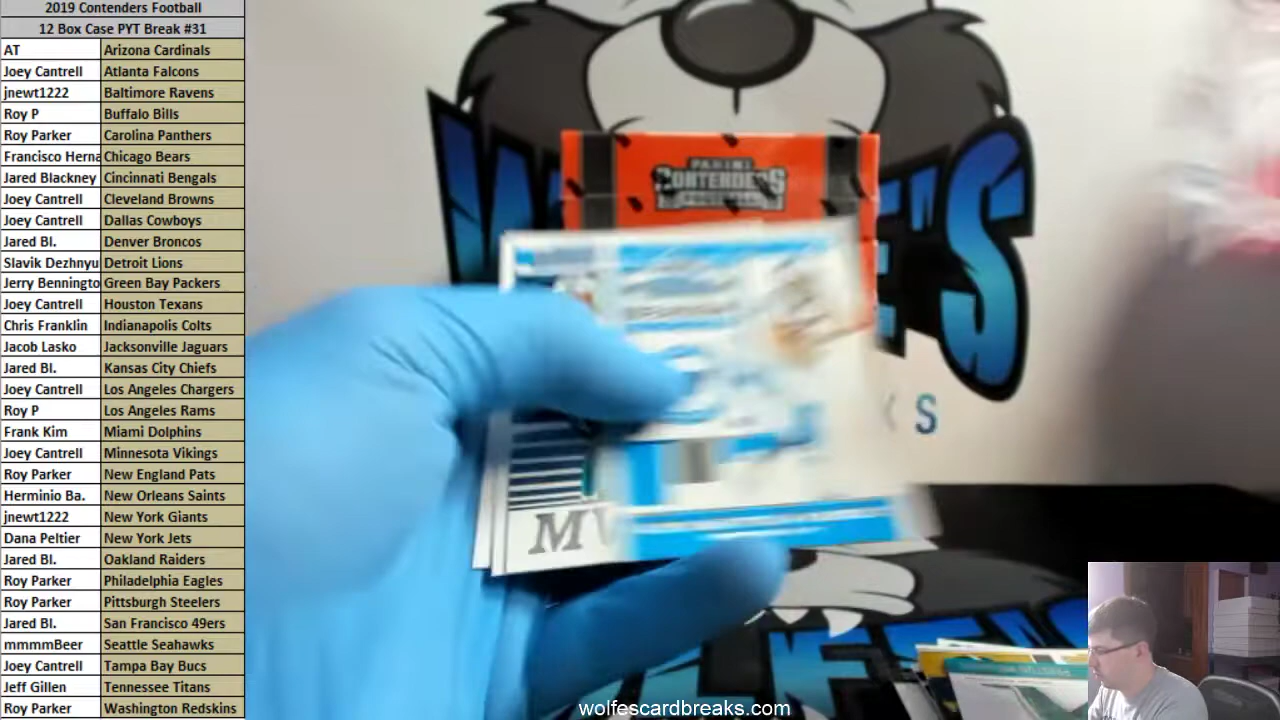 2019 Contenders Football
12 Box Case PYT Break #31
AT Arizona Cardinals
Joey Cantrell Atlanta Falcons
jnewt1222 Baltimore Ravens
Roy P Buffalo Bills
Roy Parker Carolina Panthers
Francisco Herna Chicago Bears
Jared Blackney Cincinnati Bengals
Joey Cantrell Cleveland Browns
Joey Cantrell Dallas Cowboys
Jared Bl. Denver Broncos
Slavik Dezhnyu Detroit Lions
Jerry Benningto Green Bay Packers
Joey Cantrell Houston Texans
Chris Franklin Indianapolis Colts
Jacob Lasko Jacksonville Jaguars
Jared Bl. Kansas City Chiefs
Joey Cantrell Los Angeles Chargers
Roy P Los Angeles Rams
Frank Kim Miami Dolphins
Joey Cantrell Minnesota Vikings
Roy Parker New England Pats
Herminio Ba. New Orleans Saints
jnewt1222 New York Giants
Dana Peltier New York Jets
Jared Bl. Oakland Raiders
Roy Parker Philadelphia Eagles
Roy Parker Pittsburgh Steelers
Jared Bl. San Francisco 49ers
mmmmBeer Seattle Seahawks
Joey Cantrell Tampa Bay Bucs
Jeff Gillen Tennessee Titans
Roy Parker Washington Redskins
PANINI
CONTENDERS
FOOTBALL
MV
wolfescardbreaks.com